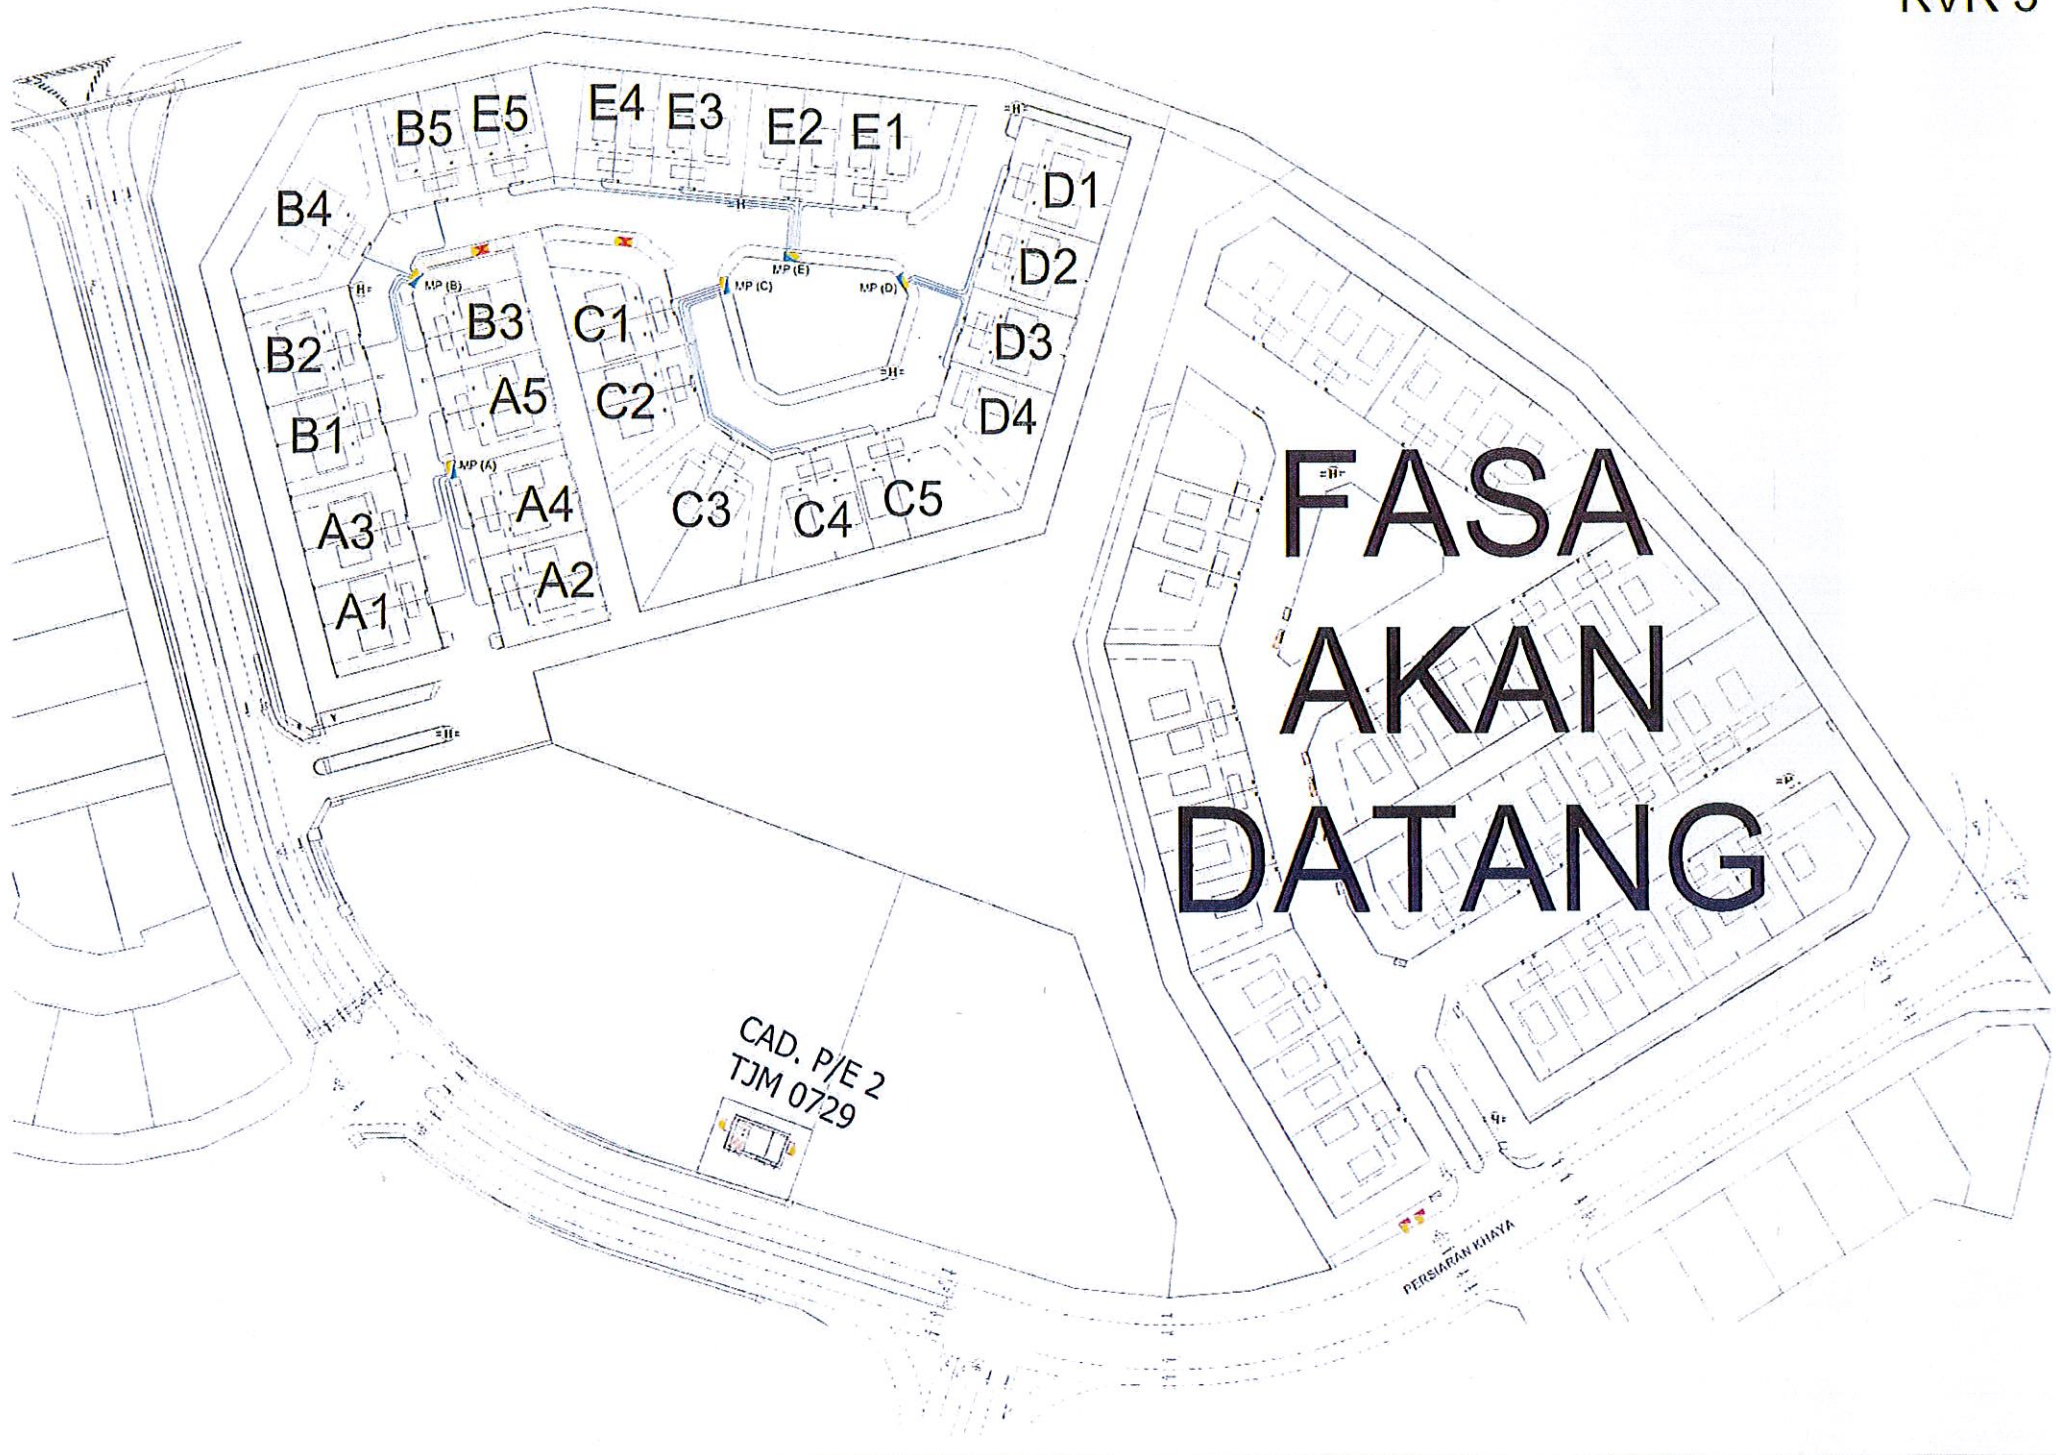 B5 E5 E4 E3 E2 E1
B4
D1
D2
MP (B)
MP (C)
MP (E)
MP (D)
B3
C1
B2
D3
A5
C2
D4
B1
MP (A)
A4
C3
C4
C5
A3
A2
A1
FASA
AKAN
DATANG
CAD. P/E 2
TJM 0729
PERSIARAN KHAYA